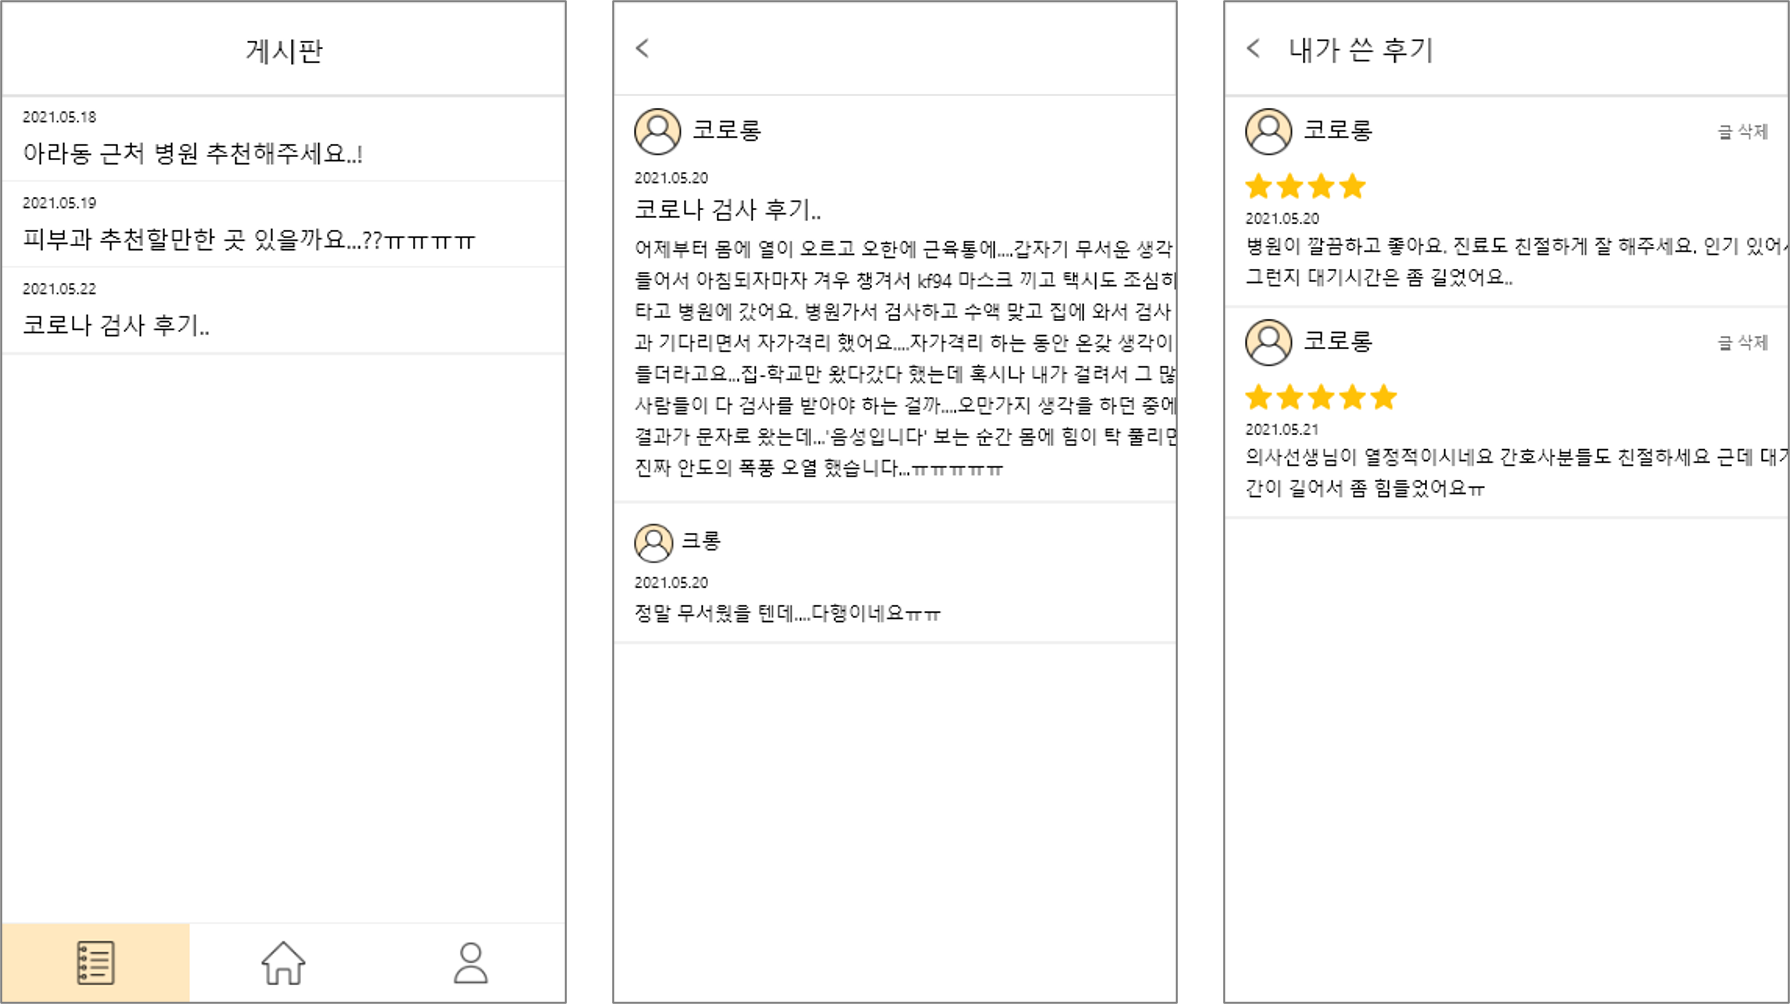 게시판
2021.05.18
아라동 근처 병원 추천해주세요..!
2021.05.19
피부과 추천할만한 곳 있을까요...??ㅠㅠㅠㅠ
2021.05.22
코로나 검사 후기..
코로롱
2021.05.20
코로나 검사 후기..
어제부터 몸에 열이 오르고 오한에 근육통에....갑자기 무서운 생각
들어서 아침되자마자 겨우 챙겨서 kf94 마스크 끼고 택시도 조심히
타고 병원에 갔어요. 병원가서 검사하고 수액 맞고 집에 와서 검사
과 기다리면서 자가격리 했어요....자가격리 하는 동안 온갖 생각이
들더라고요...집-학교만 왔다갔다 했는데 혹시나 내가 걸려서 그 많
사람들이 다 검사를 받아야 하는 걸까....오만가지 생각을 하던 중에
결과가 문자로 왔는데...'음성입니다' 보는 순간 몸에 힘이 탁 풀리면
진짜 안도의 폭풍 오열 했습니다...ㅠㅠㅠㅠㅠ
크롱
2021.05.20
정말 무서웠을 텐데....다행이네요ㅠㅠ
내가 쓴 후기
코로롱
글 삭제
2021.05.20
병원이 깔끔하고 좋아요. 진료도 친절하게 잘 해주세요. 인기 있어서
그런지 대기시간은 좀 길었어요..
코로롱
글 삭제
2021.05.21
의사선생님이 열정적이시네요 간호사분들도 친절하세요 근데 대기
간이 길어서 좀 힘들었어요ㅠ